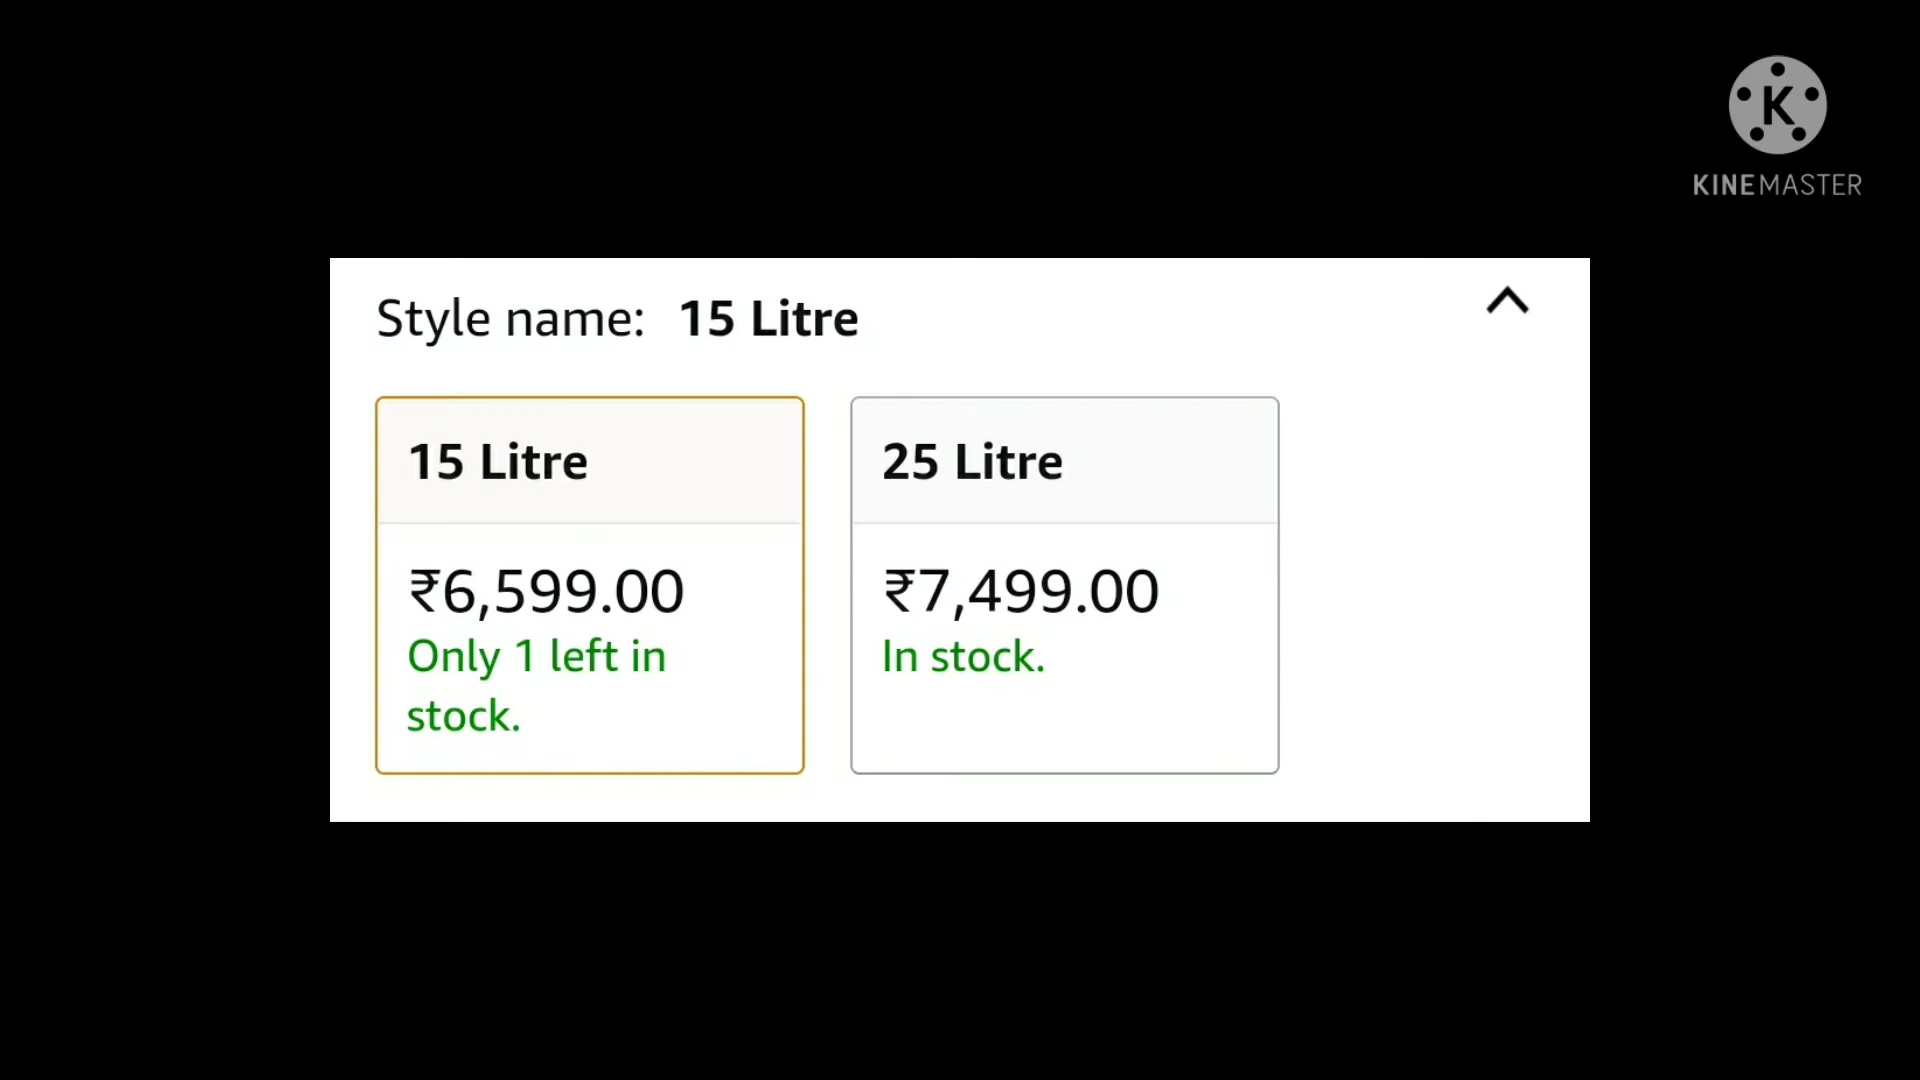 K
KINEMASTER
Style name: 15 Litre
15 Litre
₹6,599.00
Only 1 left in
stock.
25 Litre
₹7,499.00
In stock.